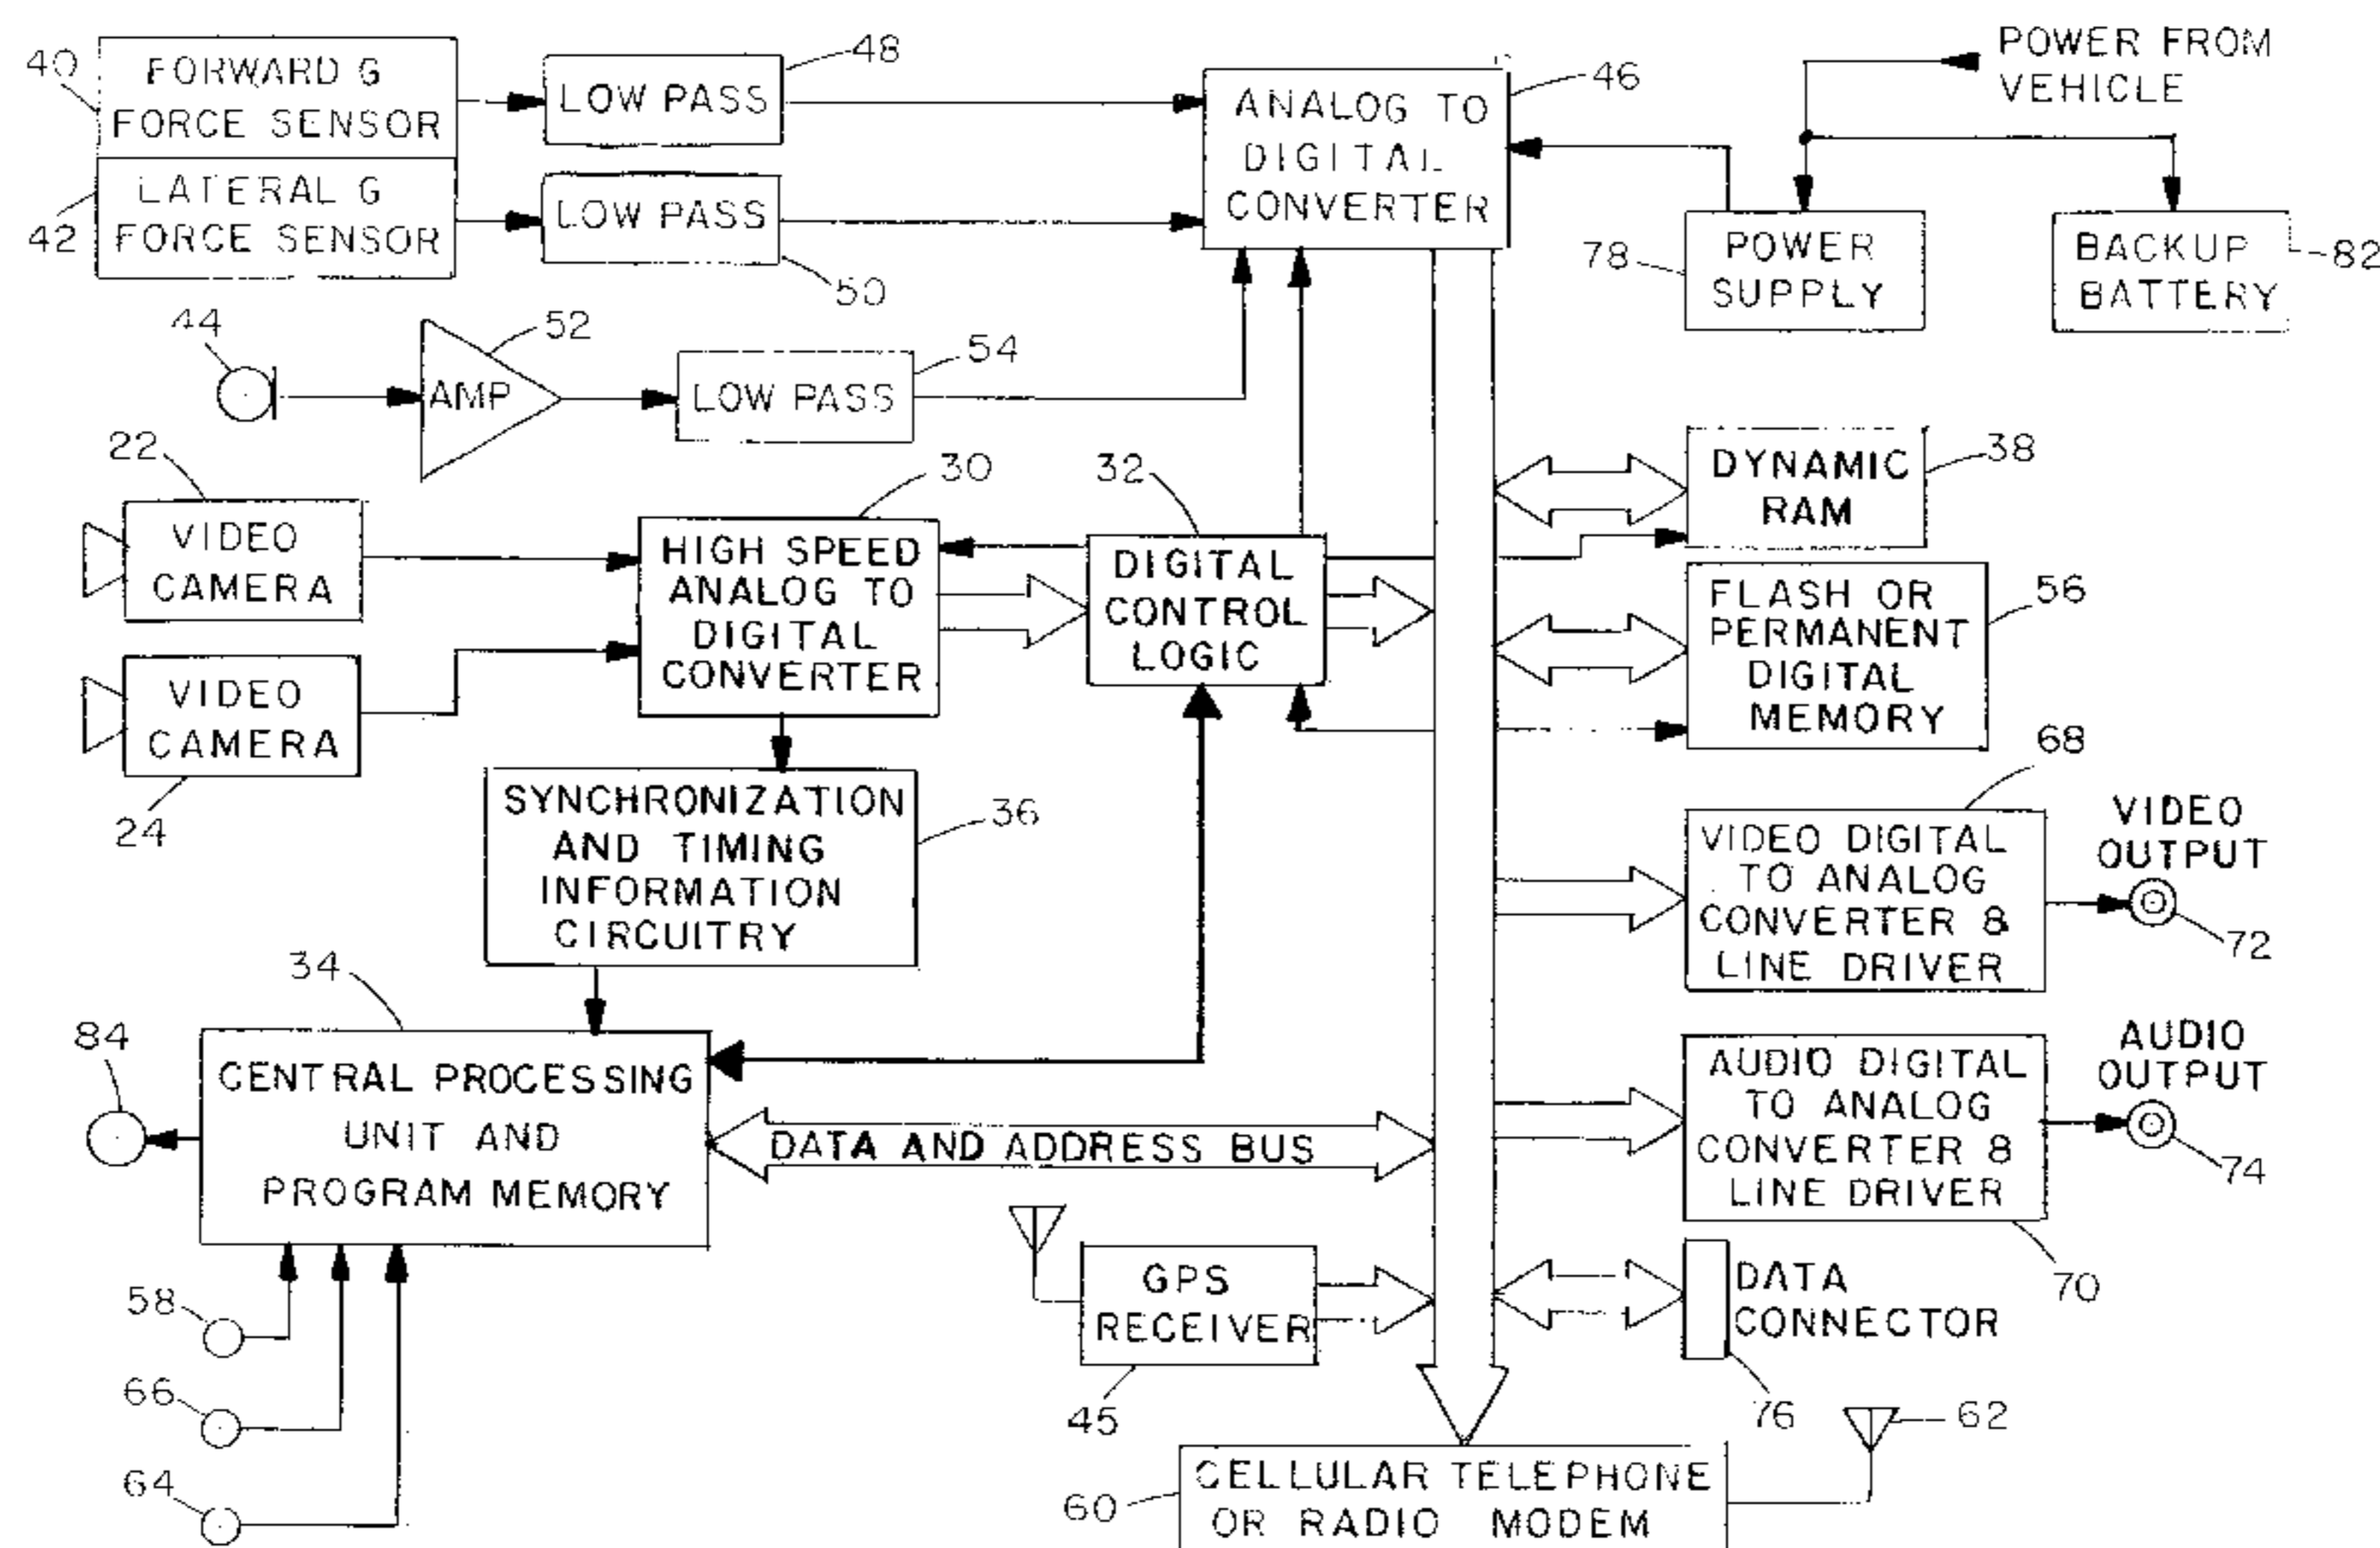 40
FORWARD G
FORCE SENSOR
LOW PASS
48
ANALOG TO
DIGITAL
CONVERTER
46
POWER FROM
VEHICLE
42
LATERAL G
FORCE SENSOR
LOW PASS
50
78
POWER
SUPPLY
BACKUP
BATTERY
82
44
AMP
52
LOW PASS
54
22
VIDEO
CAMERA
30
HIGH SPEED
ANALOG TO
DIGITAL
CONVERTER
32
DIGITAL
CONTROL
LOGIC
DYNAMIC
RAM
38
FLASH OR
PERMANENT
DIGITAL
MEMORY
56
VIDEO
CAMERA
24
SYNCHRONIZATION
AND TIMING
INFORMATION
CIRCUITRY
36
68
VIDEO DIGITAL
TO ANALOG
CONVERTER &
LINE DRIVER
VIDEO
OUTPUT
72
34
84
CENTRAL PROCESSING
UNIT AND
PROGRAM MEMORY
DATA AND ADDRESS BUS
AUDIO DIGITAL
TO ANALOG
CONVERTER &
LINE DRIVER
AUDIO
OUTPUT
74
70
58
66
64
GPS
RECEIVER
45
DATA
CONNECTOR
76
62
60
CELLULAR TELEPHONE
OR RADIO MODEM